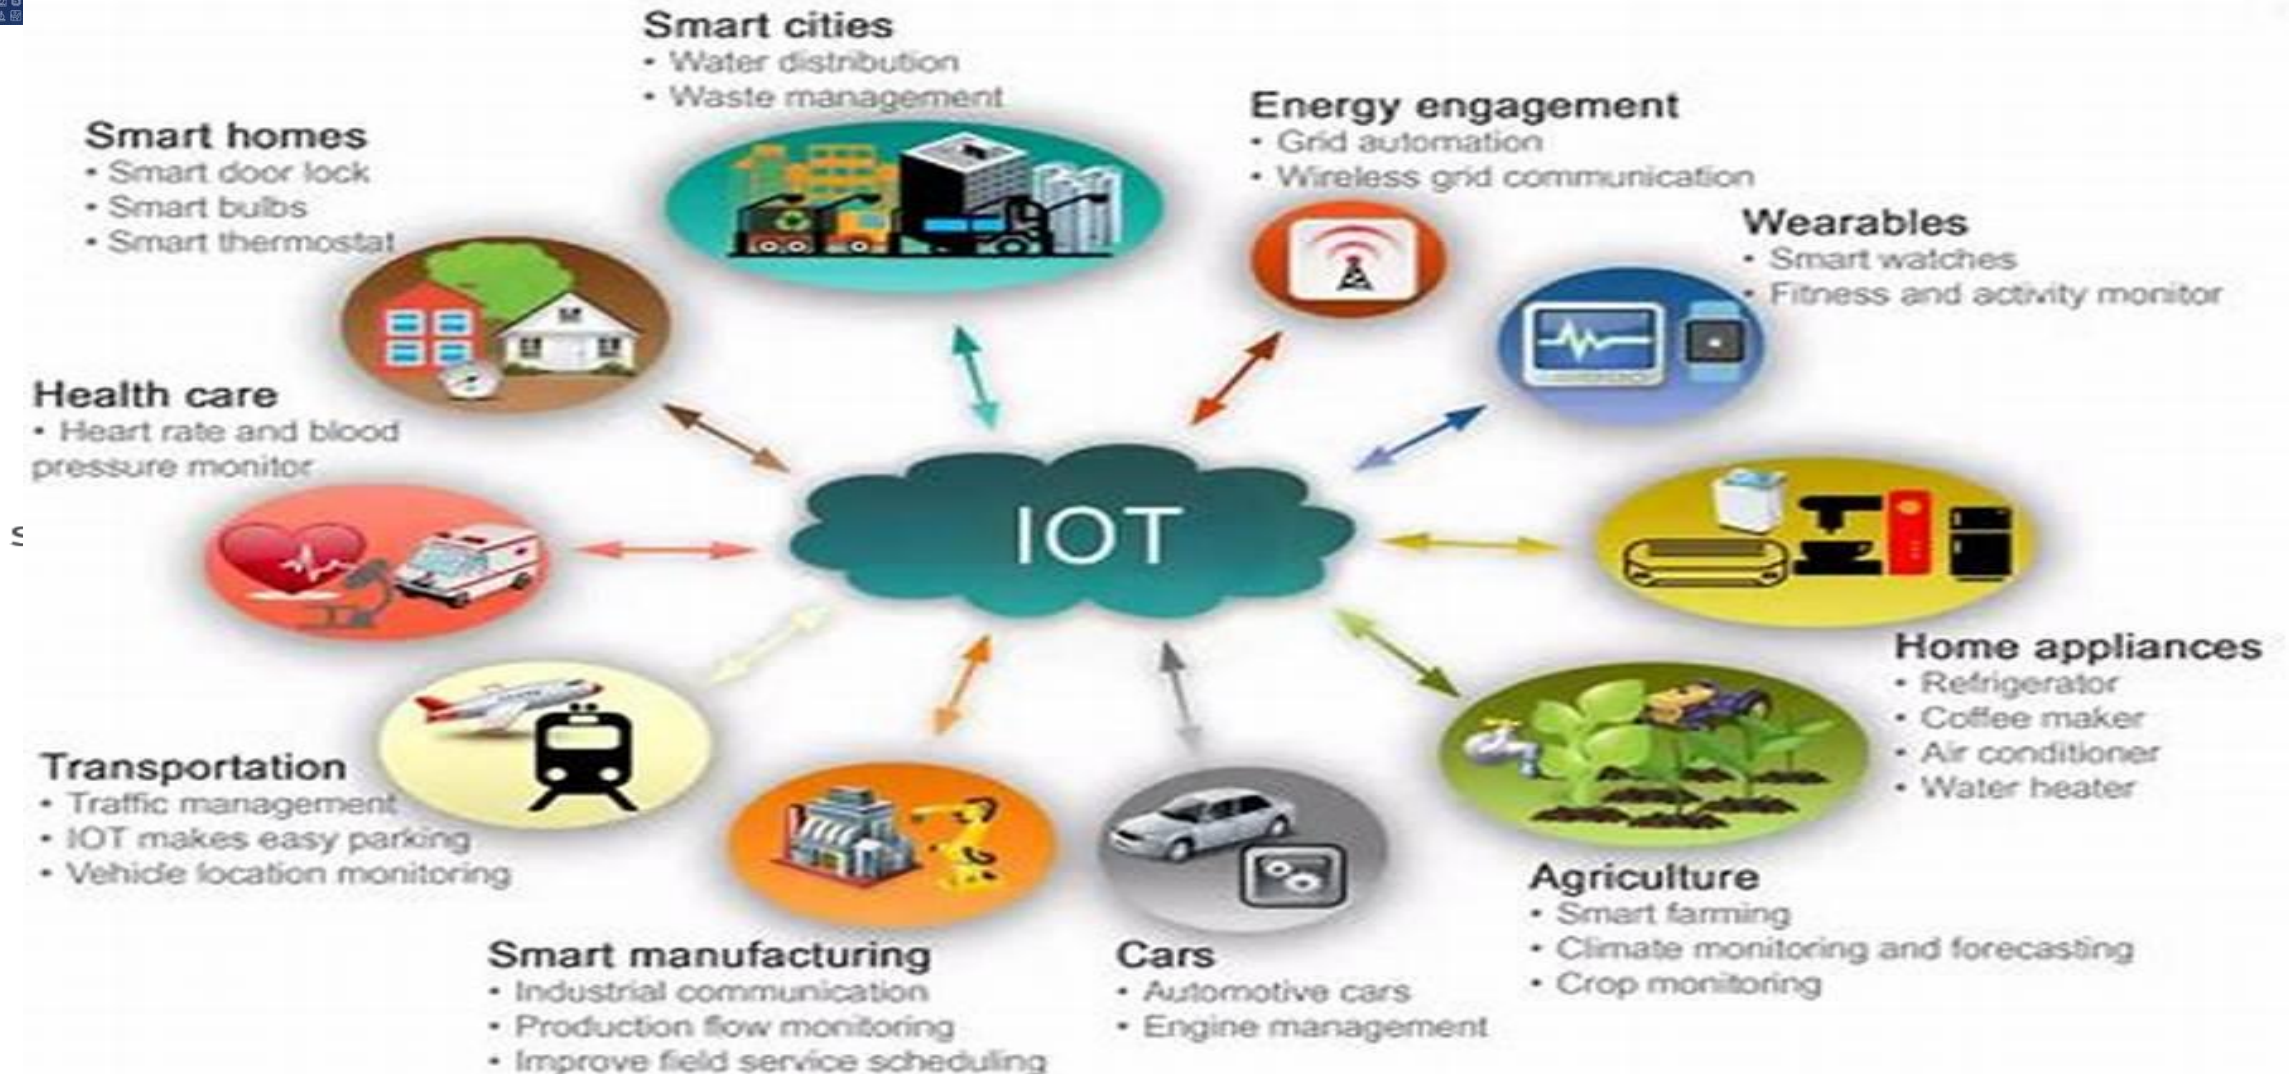 Smart cities
• Water distribution
• Waste management
Energy engagement
• Grid automation
• Wireless grid communication
Smart homes
• Smart door lock
• Smart bulbs
• Smart thermostat
Wearables
• Smart watches
• Fitness and activity monitor
Health care
• Heart rate and blood
pressure monitor
IOT
Home appliances
• Refrigerator
• Coffee maker
• Air conditioner
• Water heater
Transportation
• Traffic management
• IOT makes easy parking
• Vehicle location monitoring
Agriculture
• Smart farming
• Climate monitoring and forecasting
• Crop monitoring
Smart manufacturing
• Industrial communication
• Production flow monitoring
• Improve field service scheduling
Cars
• Automotive cars
• Engine management